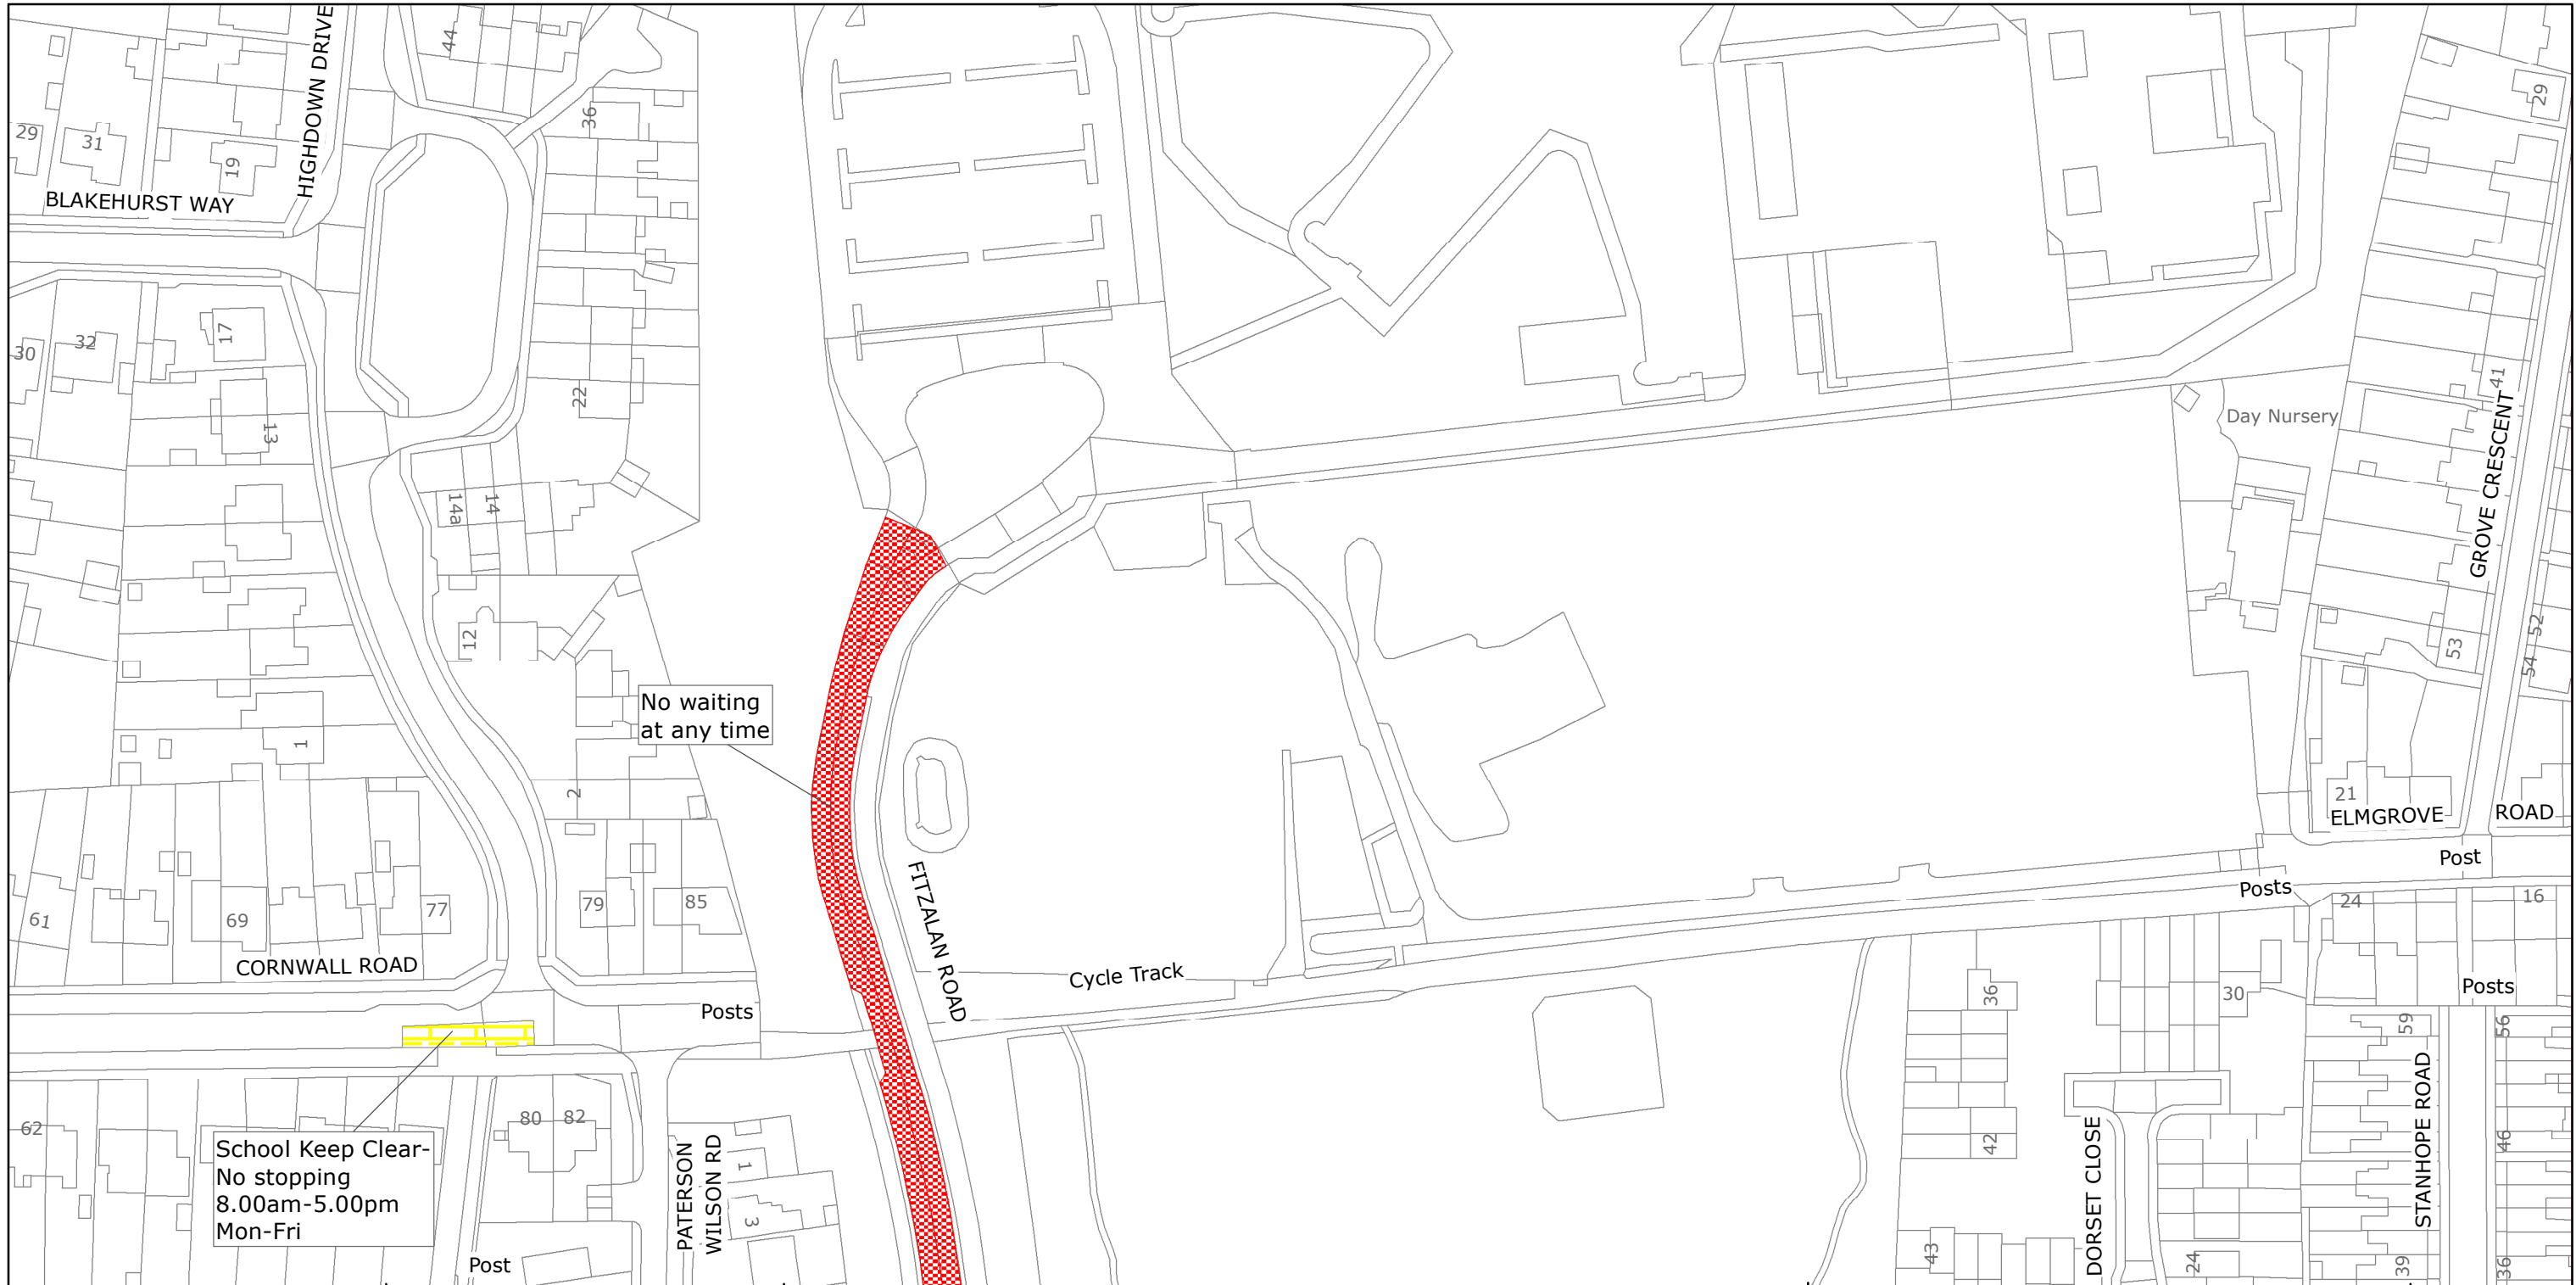 44
HIGHDOWN DRIVE
29
31
19
36
29
BLAKEHURST WAY
30
32
17
22
13
41
Day Nursery
GROVE CRESCENT
14a
14
12
53
52
54
No waiting
at any time
1
2
21
ELMGROVE
ROAD
Post
Posts
61
69
77
79
85
24
16
CORNWALL ROAD
FITZALAN ROAD
Cycle Track
Posts
36
30
Posts
59
56
62
80
82
School Keep Clear-
No stopping
8.00am-5.00pm
Mon-Fri
PATERSON
WILSON RD
1
3
42
46
DORSET CLOSE
STANHOPE ROAD
43
24
39
36
Post